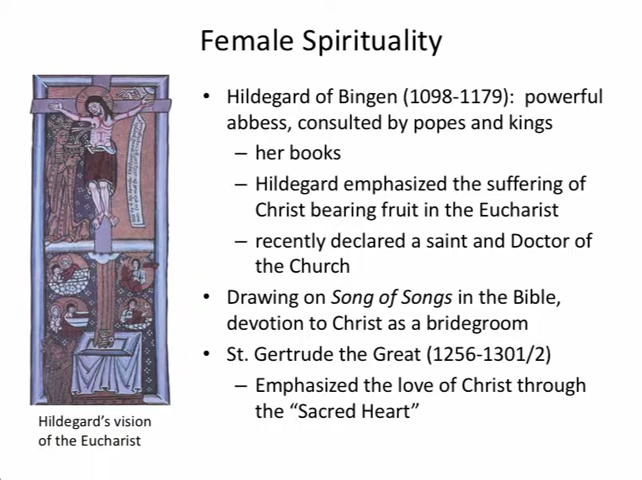 Female Spirituality
• Hildegard of Bingen (1098-1179):  powerful
abbess, consulted by popes and kings
– her books
– Hildegard emphasized the suffering of
Christ bearing fruit in the Eucharist
– recently declared a saint and Doctor of
the Church
• Drawing on Song of Songs in the Bible,
devotion to Christ as a bridegroom
• St. Gertrude the Great (1256-1301/2)
– Emphasized the love of Christ through
the “Sacred Heart”
Hildegard’s vision
of the Eucharist